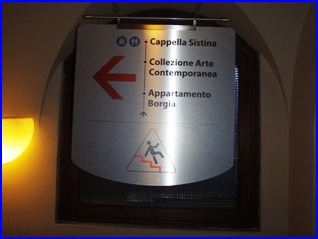 Cappella Sistina
Collezione Arte
Contemporanea
Appartamento
Borgia